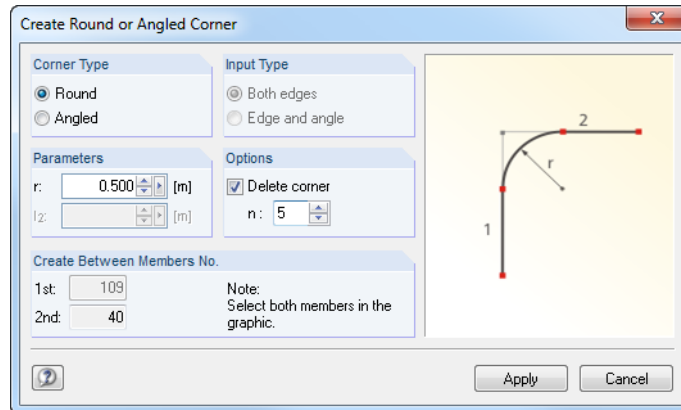 Create Round or Angled Corner
Corner Type
Round
Angled
Input Type
Both edges
Edge and angle
Parameters
r: 0.500 [m]
l2: [m]
Options
Delete corner
n : 5
Create Between Members No.
1st: 109
2nd: 40
Note:
Select both members in the
graphic.
2
r
1
Apply
Cancel